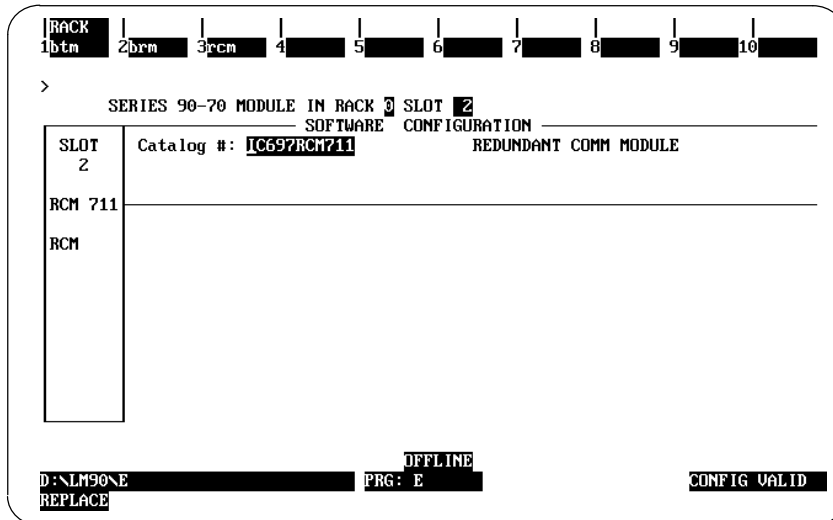 RACK
1btm 2brm 3rcm 4 5 6 7 8 9 10
>
SERIES 90-70 MODULE IN RACK 0 SLOT 2
SOFTWARE CONFIGURATION
SLOT Catalog #: IC697RCM711 REDUNDANT COMM MODULE
2
RCM 711
RCM
OFFLINE
D:\LM90\E PRG: E CONFIG VALID
REPLACE